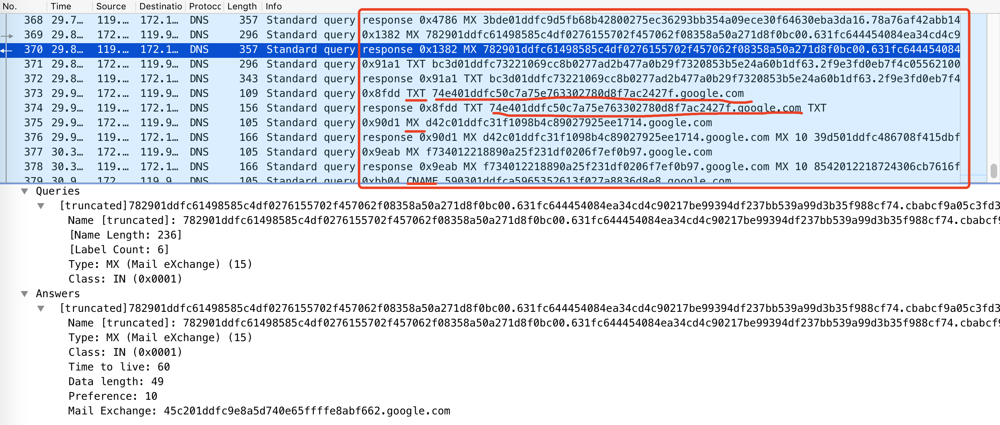 No. Time Source Destinatio Protocc Length Info
368 29.7… 119.… 172.1… DNS 357 Standard query response 0x4786 MX 3bde01ddfc9d5fb68b42800275ec36293bb354a09ece30f64630eba3da16.78a76af42abb14
369 29.8… 172.… 119.9… DNS 296 Standard query 0x1382 MX 782901ddfc61498585c4df0276155702f457062f08358a50a271d8f0bc00.631fc644454084ea34cd4c9
370 29.8… 119.… 172.1… DNS 357 Standard query response 0x1382 MX 782901ddfc61498585c4df0276155702f457062f08358a50a271d8f0bc00.631fc644454084
371 29.8… 172.… 119.9… DNS 296 Standard query 0x91a1 TXT bc3d01ddfc73221069cc8b0277ad2b477a0b29f7320853b5e24a60b1df63.2f9e3fd0eb7f4c05562100
372 29.8… 119.… 172.1… DNS 343 Standard query response 0x91a1 TXT bc3d01ddfc73221069cc8b0277ad2b477a0b29f7320853b5e24a60b1df63.2f9e3fd0eb7f4
373 29.9… 172.… 119.9… DNS 109 Standard query 0x8fdd TXT 74e401ddfc50c7a75e763302780d8f7ac2427f.google.com
374 29.9… 119.… 172.1… DNS 156 Standard query response 0x8fdd TXT 74e401ddfc50c7a75e763302780d8f7ac2427f.google.com TXT
375 29.9… 172.… 119.9… DNS 105 Standard query 0x90d1 MX d42c01ddfc31f1098b4c89027925ee1714.google.com
376 29.9… 119.… 172.1… DNS 166 Standard query response 0x90d1 MX d42c01ddfc31f1098b4c89027925ee1714.google.com MX 10 39d501ddfc486708f415dbf
377 30.3… 172.… 119.9… DNS 105 Standard query 0x9eab MX f734012218890a25f231df0206f7ef0b97.google.com
378 30.3… 119.… 172.1… DNS 166 Standard query response 0x9eab MX f734012218890a25f231df0206f7ef0b97.google.com MX 10 8542012218724306cb7616f
379 30.9 172 119.9 DNS 105 Standard query 0xbb04 CNAME 590301ddfca5965352613f027a8836d8e8.google.com
Queries
[truncated]782901ddfc61498585c4df0276155702f457062f08358a50a271d8f0bc00.631fc644454084ea34cd4c90217be99394df237bb539a99d3b35f988cf74.cbabcf9a05c3fd3
Name [truncated]: 782901ddfc61498585c4df0276155702f457062f08358a50a271d8f0bc00.631fc644454084ea34cd4c90217be99394df237bb539a99d3b35f988cf74.cbabcf9
[Name Length: 236]
[Label Count: 6]
Type: MX (Mail eXchange) (15)
Class: IN (0x0001)
Answers
[truncated]782901ddfc61498585c4df0276155702f457062f08358a50a271d8f0bc00.631fc644454084ea34cd4c90217be99394df237bb539a99d3b35f988cf74.cbabcf9a05c3fd3
Name [truncated]: 782901ddfc61498585c4df0276155702f457062f08358a50a271d8f0bc00.631fc644454084ea34cd4c90217be99394df237bb539a99d3b35f988cf74.cbabcf9
Type: MX (Mail eXchange) (15)
Class: IN (0x0001)
Time to live: 60
Data length: 49
Preference: 10
Mail Exchange: 45c201ddfc9e8a5d740e65ffffe8abf662.google.com